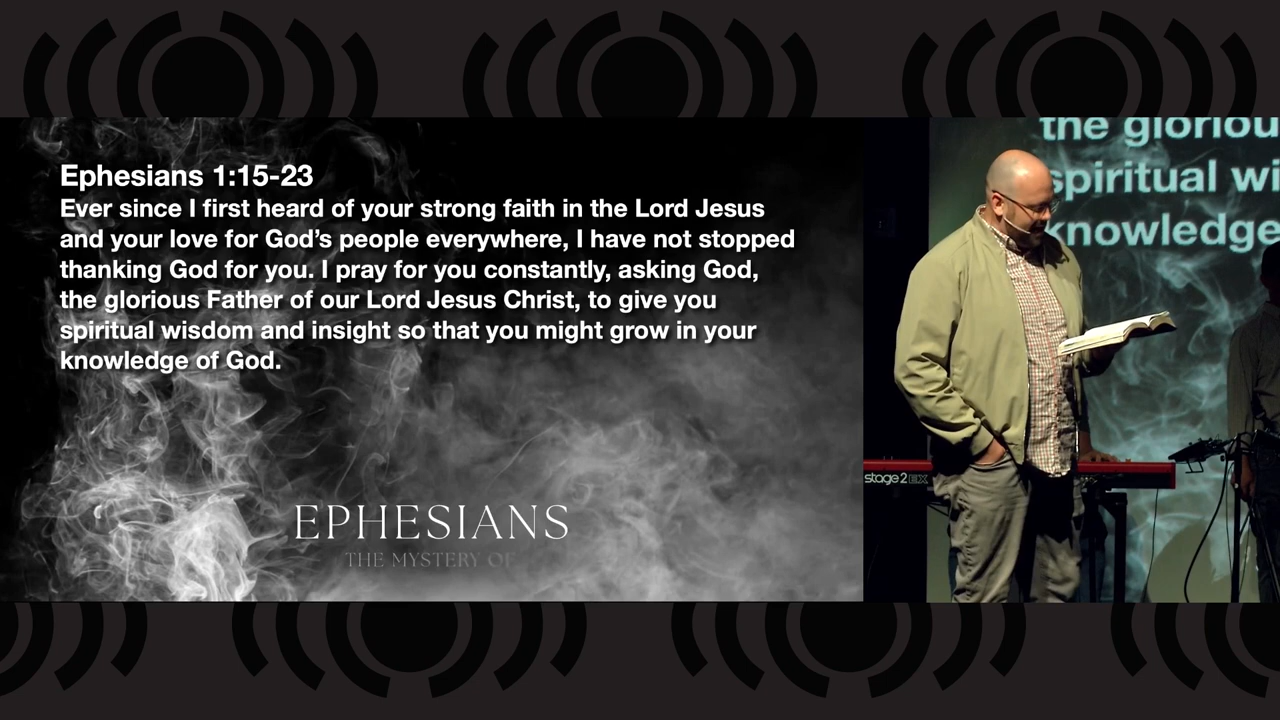 Ephesians 1:15-23
Ever since I first heard of your strong faith in the Lord Jesus
and your love for God’s people everywhere, I have not stopped
thanking God for you. I pray for you constantly, asking God,
the glorious Father of our Lord Jesus Christ, to give you
spiritual wisdom and insight so that you might grow in your
knowledge of God.
EPHESIANS
THE MYSTERY OF
the gloriou
spiritual wi
knowledge
stage 2 EX